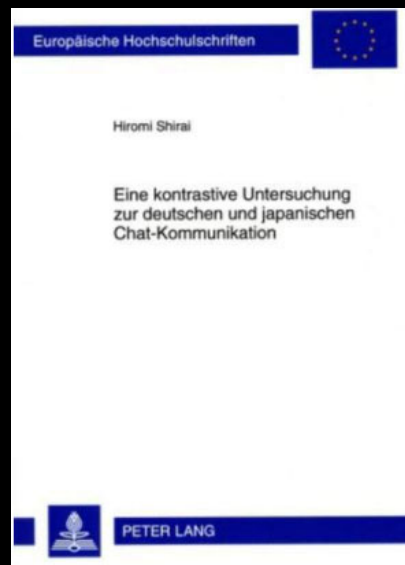 Europäische Hochschulschriften
Hiromi Shirai
Eine kontrastive Untersuchung
zur deutschen und japanischen
Chat-Kommunikation
PETER LANG